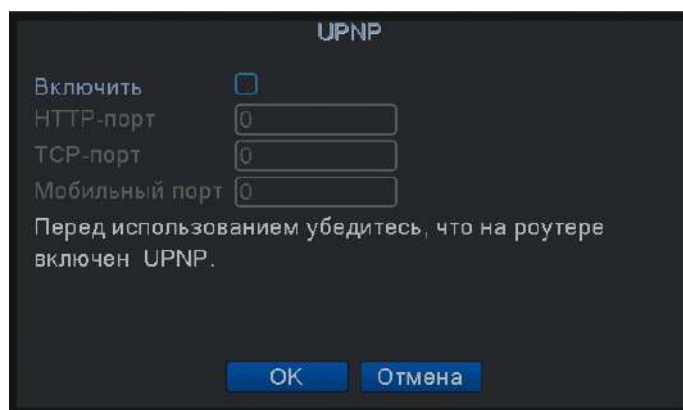 UPNP
Включить
HTTP-порт 0
TCP-порт 0
Мобильный порт 0
Перед использованием убедитесь, что на роутере
включен UPNP.
OK Отмена